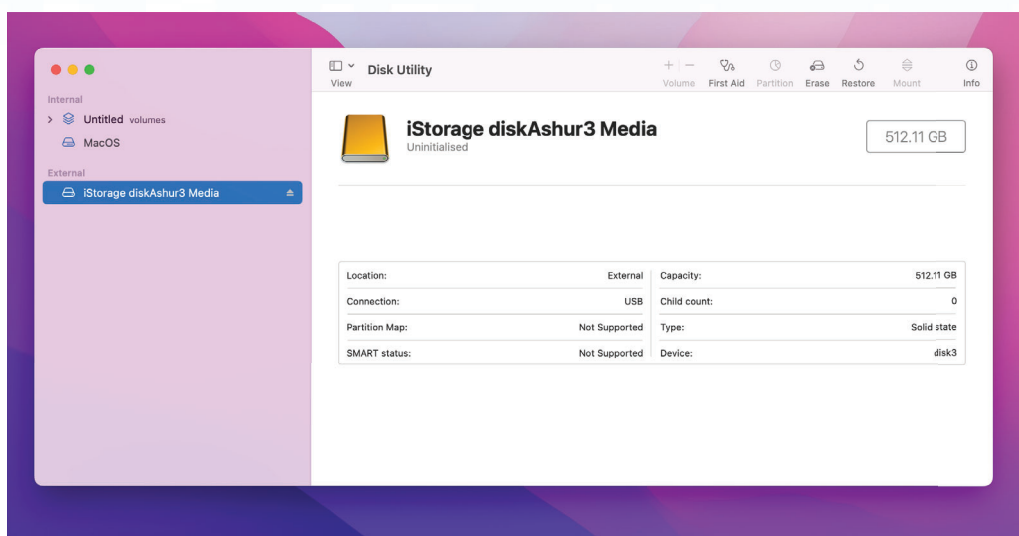 Disk Utility
View
Volume First Aid Partition Erase Restore Mount Info
Internal
Untitled volumes
MacOS
External
iStorage diskAshur3 Media
iStorage diskAshur3 Media
Uninitialised
512.11 GB
Location: External
Capacity: 512.11 GB
Connection: USB
Child count: 0
Partition Map: Not Supported
Type: Solid state
SMART status: Not Supported
Device: disk3